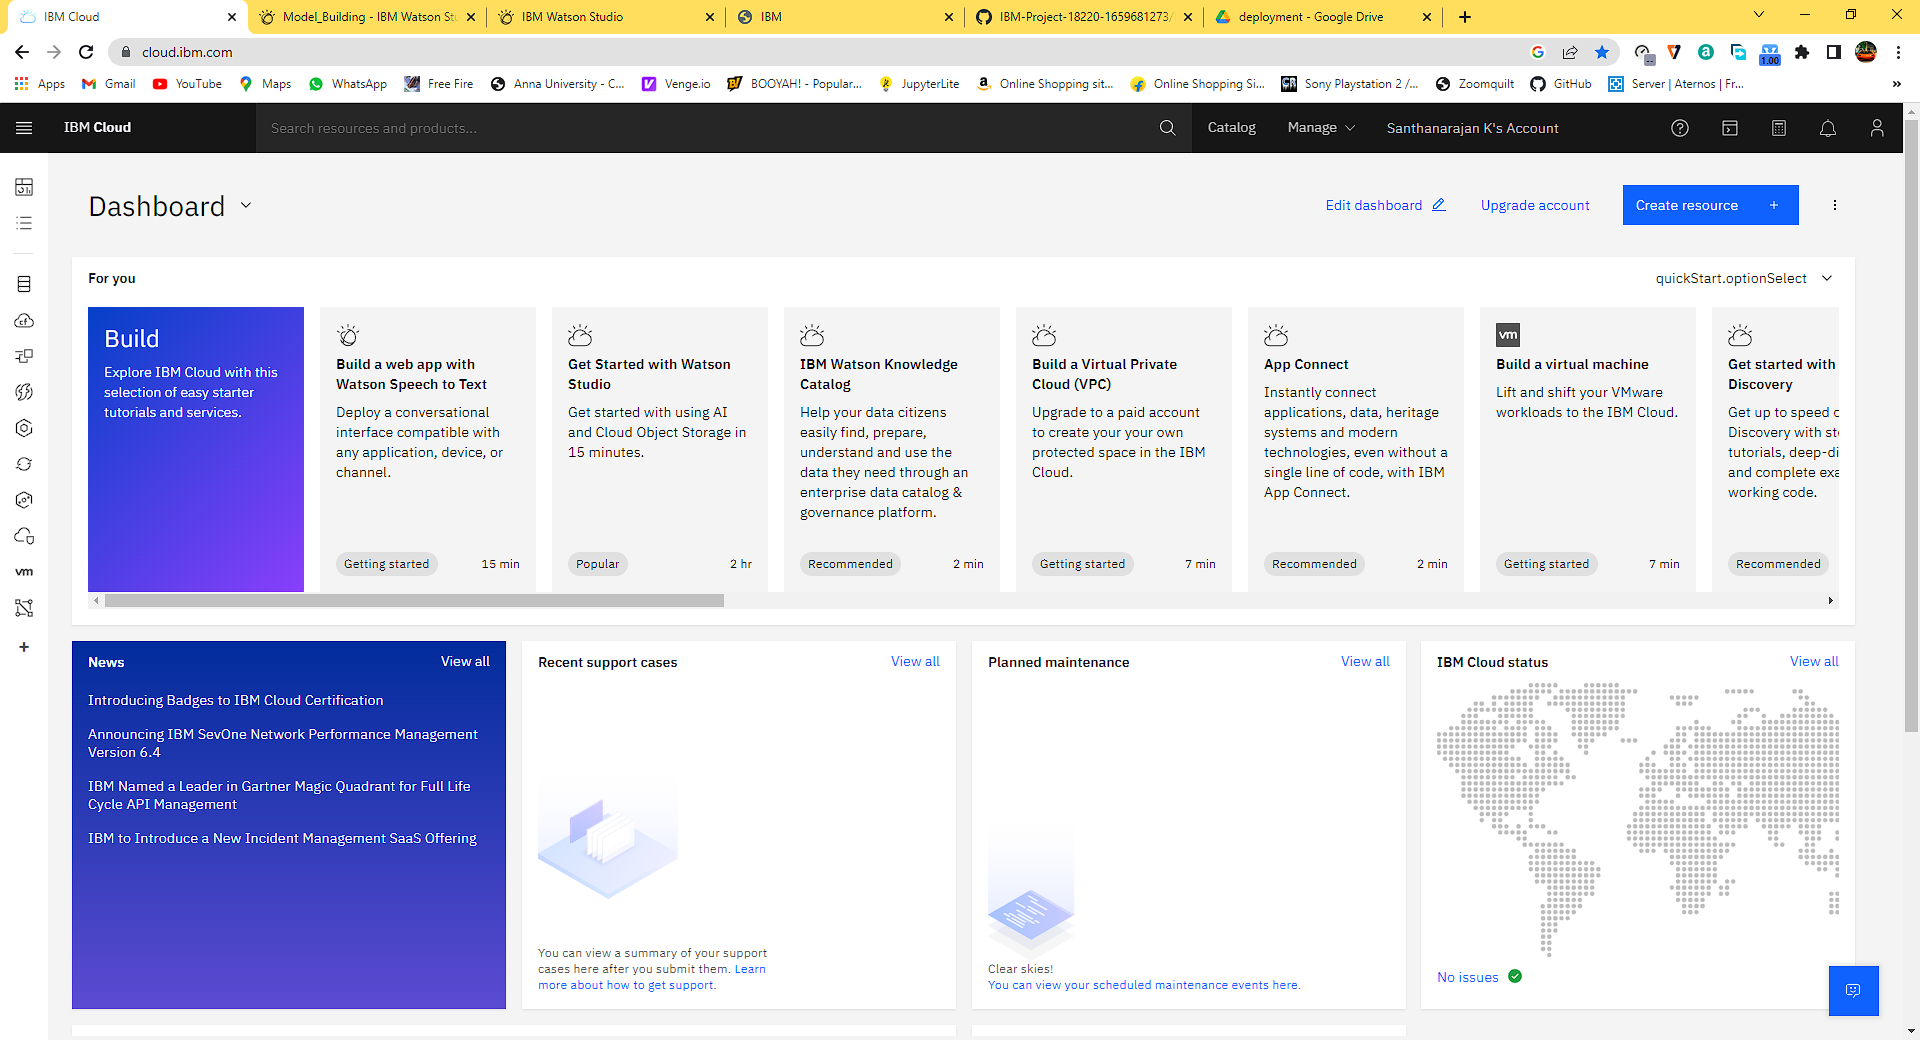 IBM Cloud
Model_Building - IBM Watson Stu
IBM Watson Studio
IBM
IBM-Project-18220-1659681273/
deployment - Google Drive
cloud.ibm.com
1.00
Apps
Gmail
YouTube
Maps
WhatsApp
Free Fire
Anna University - C...
Venge.io
BOOYAH! - Popular...
JupyterLite
Online Shopping sit...
Online Shopping Si...
Sony Playstation 2 /...
Zoomquilt
GitHub
Server | Aternos | Fr...
IBM Cloud
Search resources and products...
Catalog
Manage
Santhanarajan K's Account
Dashboard
Edit dashboard
Upgrade account
Create resource +
For you
quickStart.optionSelect
Build
Explore IBM Cloud with this
selection of easy starter
tutorials and services.
Build a web app with
Watson Speech to Text
Deploy a conversational
interface compatible with
any application, device, or
channel.
Getting started
15 min
Get Started with Watson
Studio
Get started with using AI
and Cloud Object Storage in
15 minutes.
Popular
2 hr
IBM Watson Knowledge
Catalog
Help your data citizens
easily find, prepare,
understand and use the
data they need through an
enterprise data catalog &
governance platform.
Recommended
2 min
Build a Virtual Private
Cloud (VPC)
Upgrade to a paid account
to create your your own
protected space in the IBM
Cloud.
Getting started
7 min
App Connect
Instantly connect
applications, data, heritage
systems and modern
technologies, even without a
single line of code, with IBM
App Connect.
Recommended
2 min
vm
Build a virtual machine
Lift and shift your VMware
workloads to the IBM Cloud.
Getting started
7 min
Get started with
Discovery
Get up to speed
Discovery with
tutorials, deep-di
and complete exa
working code.
Recommended
vm
News
View all
Introducing Badges to IBM Cloud Certification
Announcing IBM SevOne Network Performance Management
Version 6.4
IBM Named a Leader in Gartner Magic Quadrant for Full Life
Cycle API Management
IBM to Introduce a New Incident Management SaaS Offering
Recent support cases
View all
You can view a summary of your support
cases here after you submit them. Learn
more about how to get support.
Planned maintenance
View all
Clear skies!
You can view your scheduled maintenance events here.
IBM Cloud status
View all
No issues